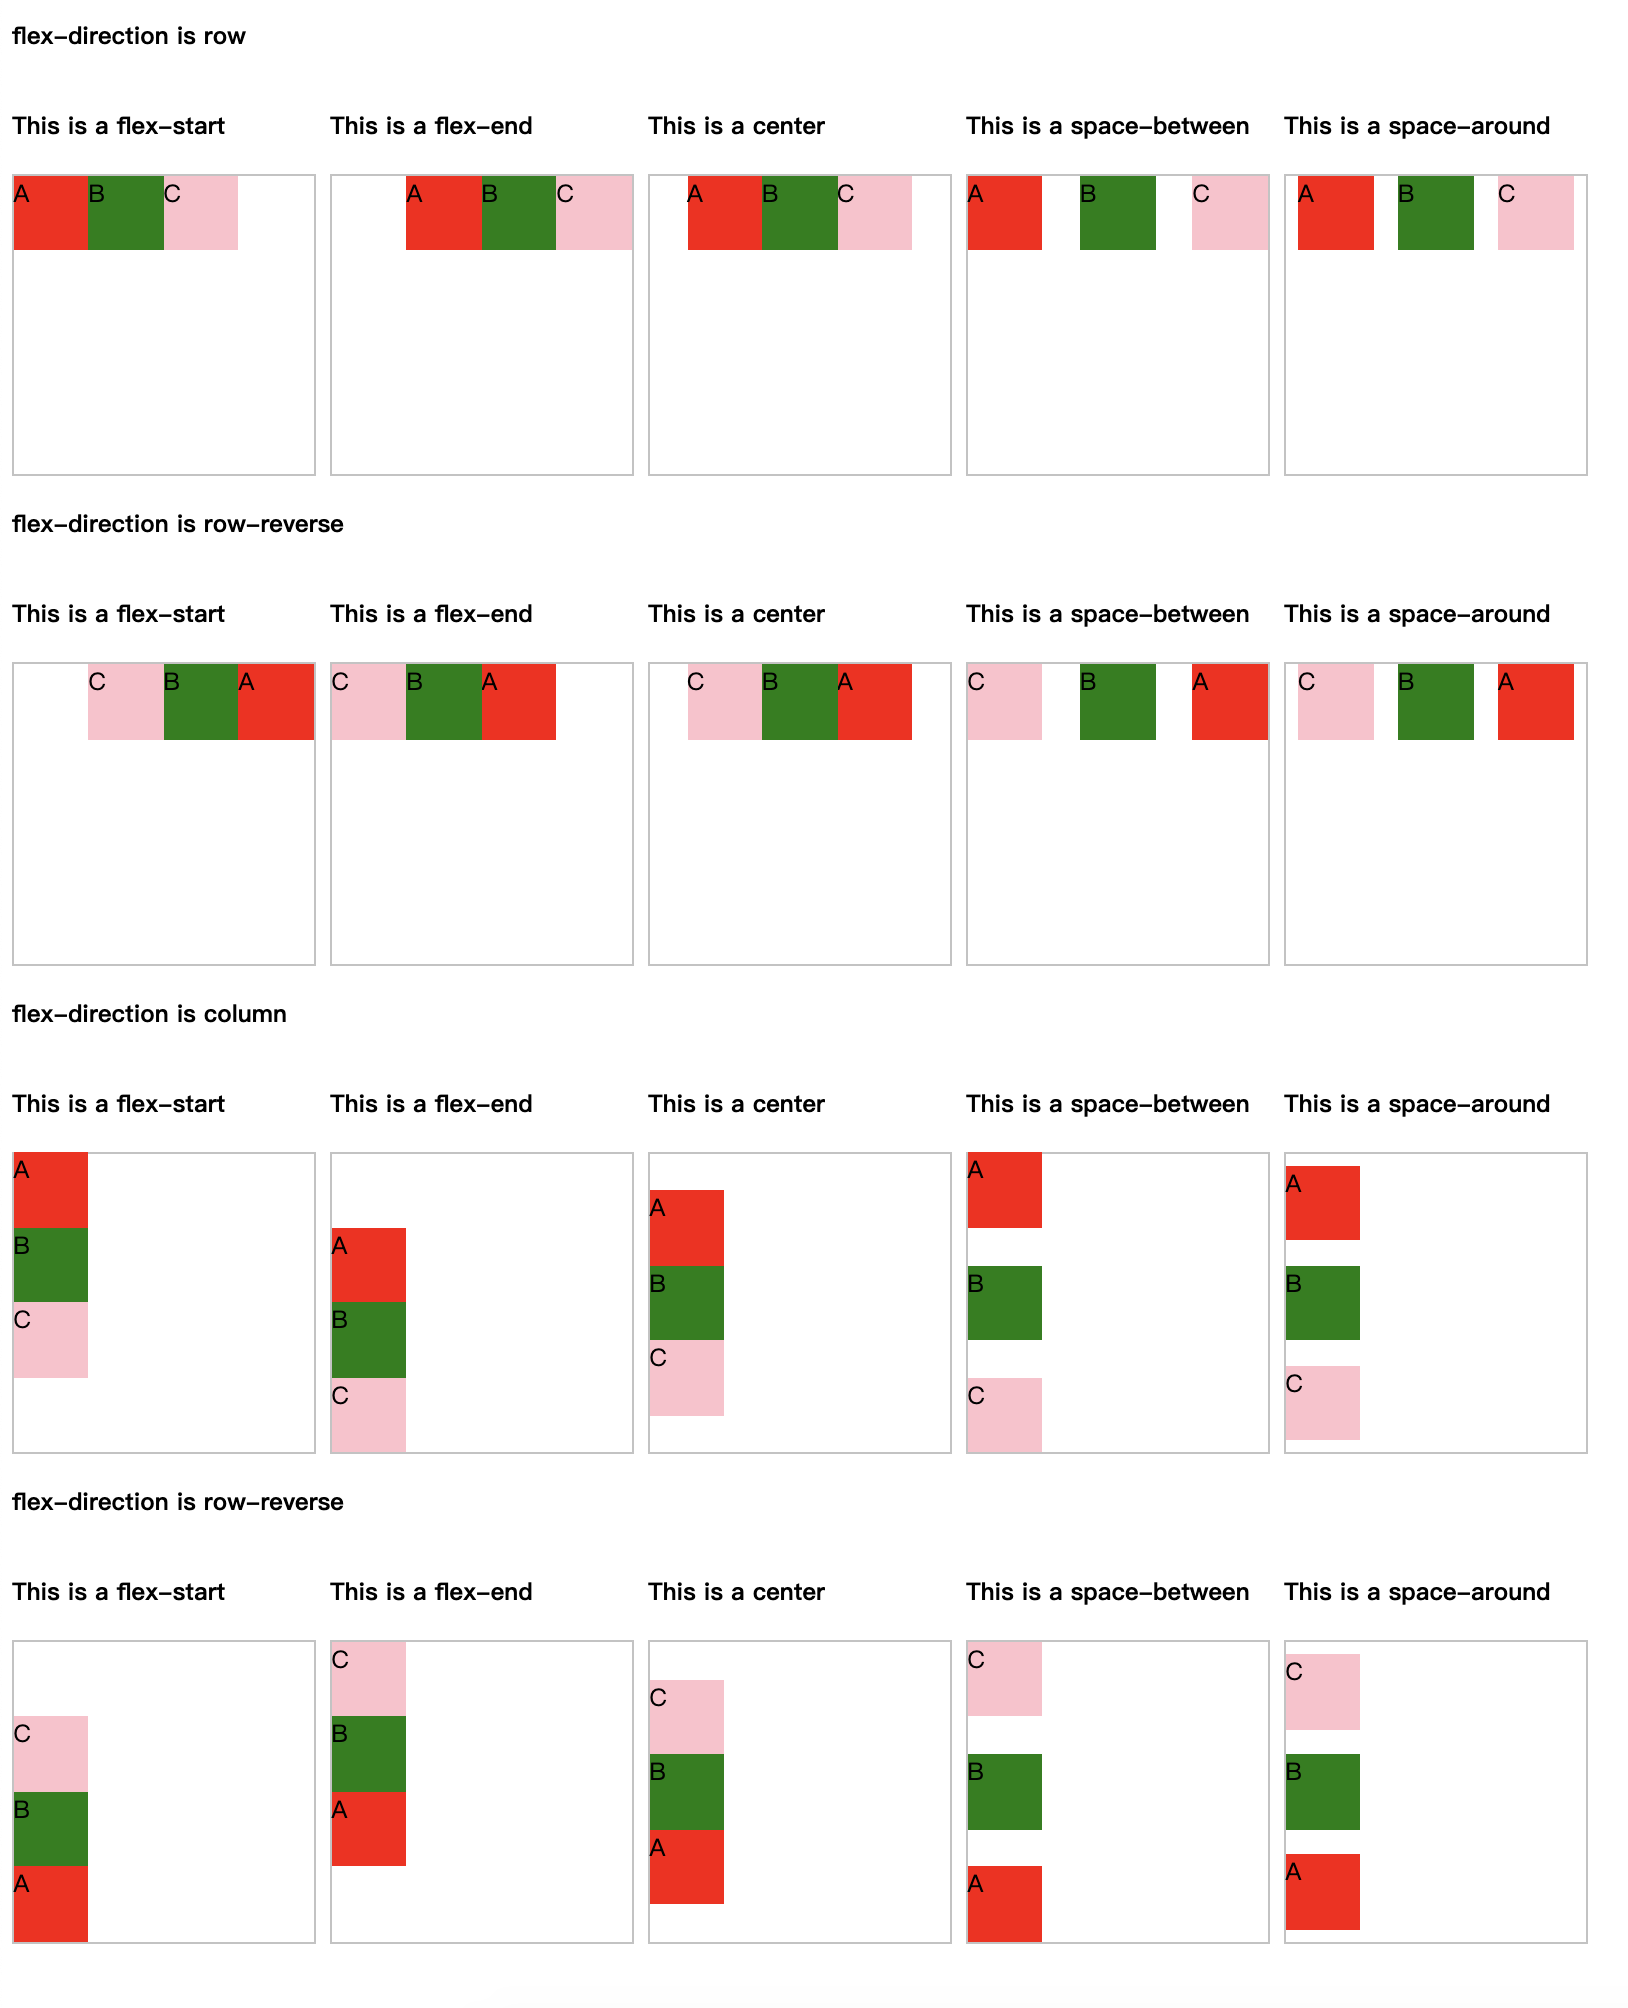 flex-direction is row
This is a flex-start This is a flex-end This is a center This is a space-between This is a space-around
A B C A B C A B C A B C A B C
flex-direction is row-reverse
This is a flex-start This is a flex-end This is a center This is a space-between This is a space-around
C B A C B A C B A C B A C B A
flex-direction is column
This is a flex-start This is a flex-end This is a center This is a space-between This is a space-around
A
B
C
A
B
C
A
B
C
A
B
C
A
B
C
flex-direction is row-reverse
This is a flex-start This is a flex-end This is a center This is a space-between This is a space-around
C
B
A
C
B
A
C
B
A
C
B
A
C
B
A